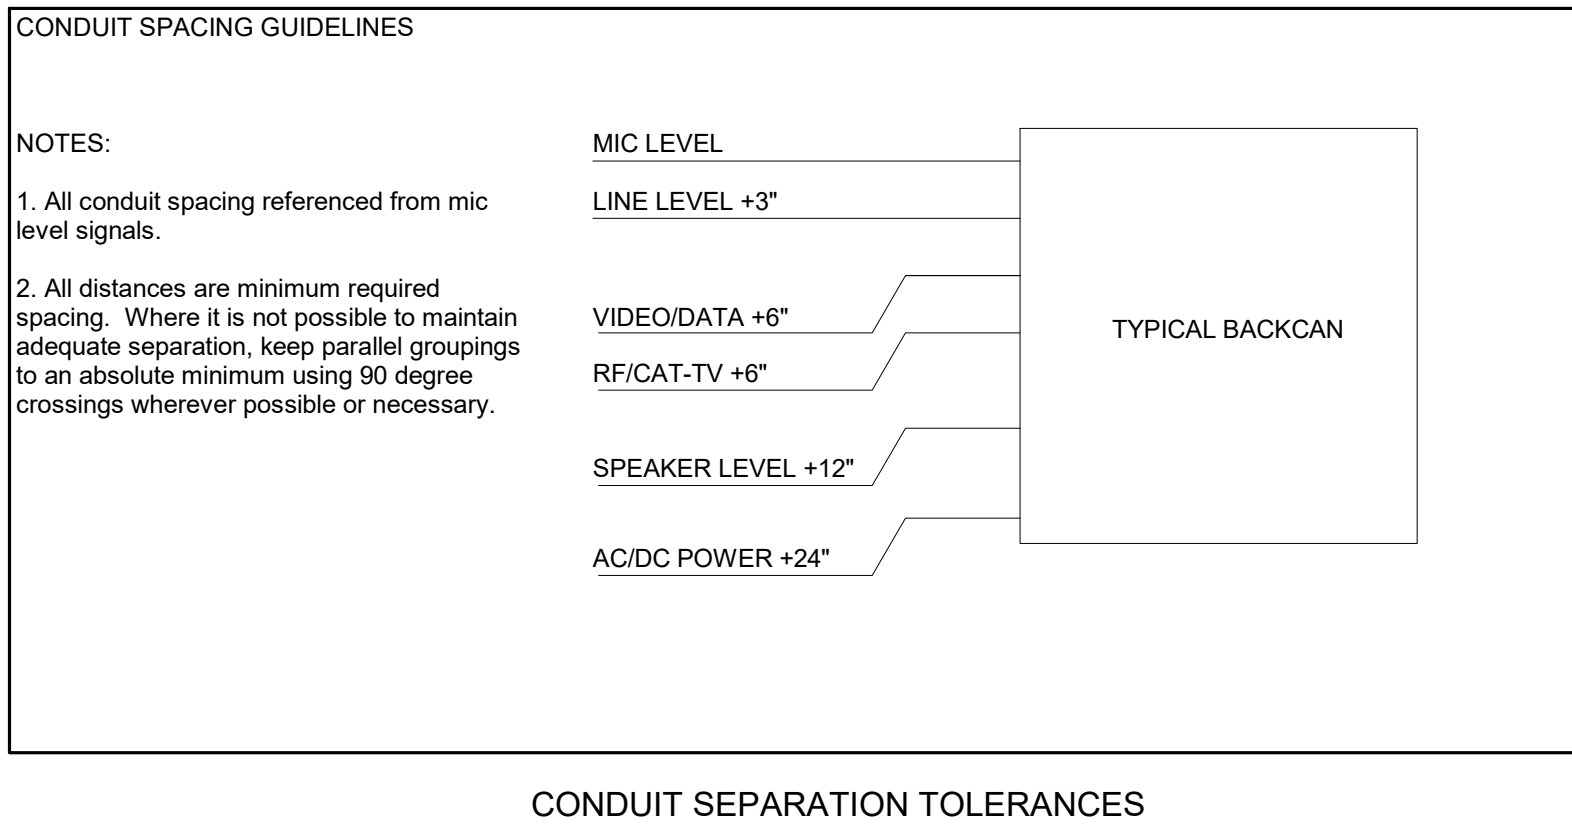 CONDUIT SPACING GUIDELINES
NOTES:
1. All conduit spacing referenced from mic
level signals.
2. All distances are minimum required
spacing.  Where it is not possible to maintain
adequate separation, keep parallel groupings
to an absolute minimum using 90 degree
crossings wherever possible or necessary.
MIC LEVEL
LINE LEVEL +3"
VIDEO/DATA +6"
RF/CAT-TV +6"
SPEAKER LEVEL +12"
AC/DC POWER +24"
TYPICAL BACKCAN
CONDUIT SEPARATION TOLERANCES